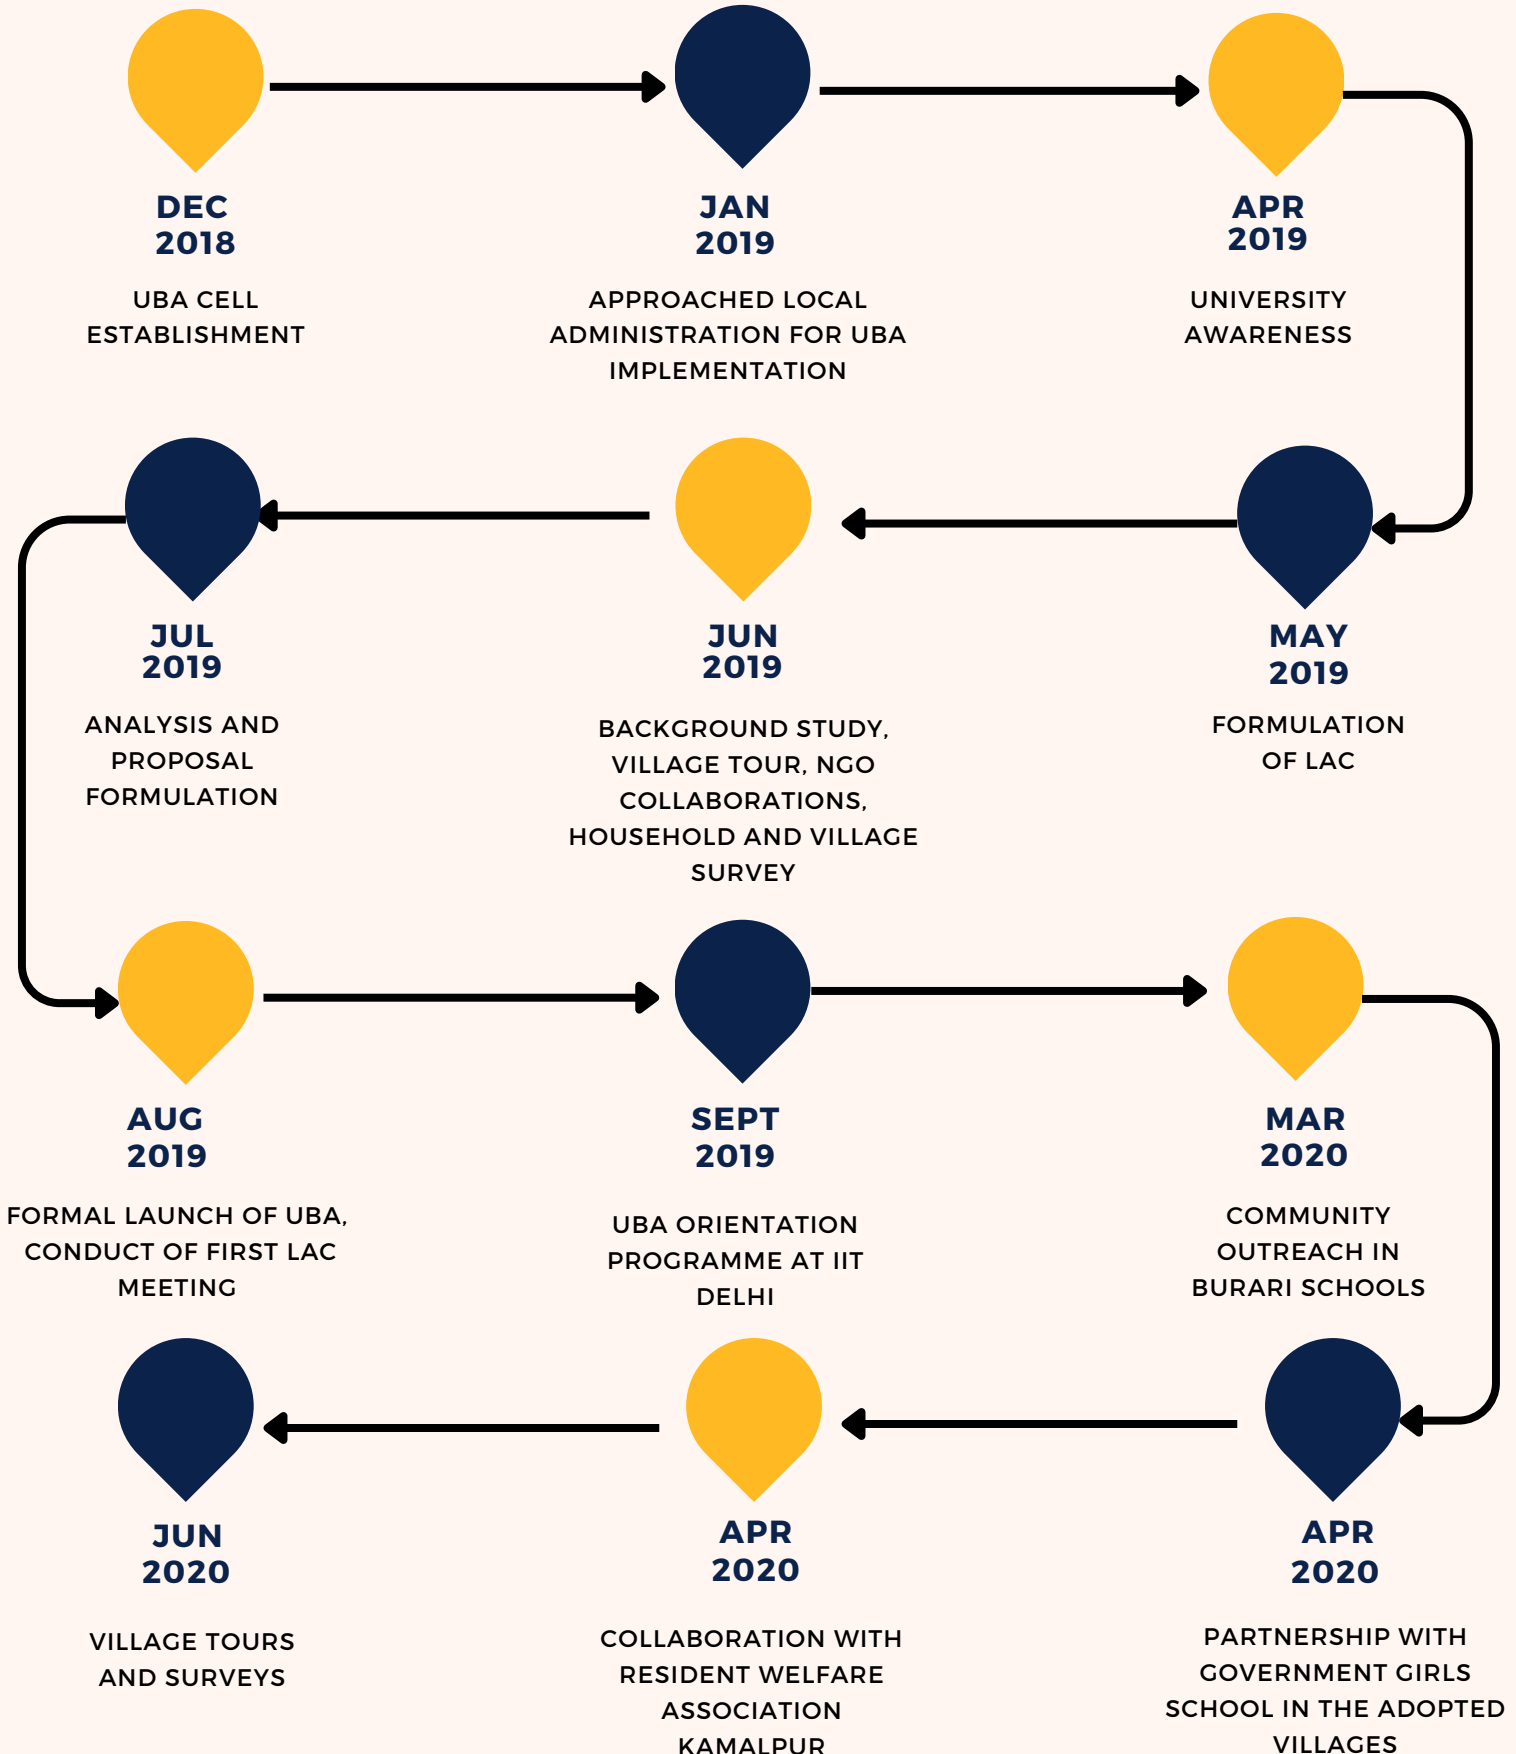 DEC
2018
UBA CELL
ESTABLISHMENT
JAN
2019
APPROACHED LOCAL
ADMINISTRATION FOR UBA
IMPLEMENTATION
APR
2019
UNIVERSITY
AWARENESS
MAY
2019
FORMULATION
OF LAC
JUN
2019
BACKGROUND STUDY,
VILLAGE TOUR, NGO
COLLABORATIONS,
HOUSEHOLD AND VILLAGE
SURVEY
JUL
2019
ANALYSIS AND
PROPOSAL
FORMULATION
AUG
2019
FORMAL LAUNCH OF UBA,
CONDUCT OF FIRST LAC
MEETING
SEPT
2019
UBA ORIENTATION
PROGRAMME AT IIT
DELHI
MAR
2020
COMMUNITY
OUTREACH IN
BURARI SCHOOLS
APR
2020
PARTNERSHIP WITH
GOVERNMENT GIRLS
SCHOOL IN THE ADOPTED
VILLAGES
APR
2020
COLLABORATION WITH
RESIDENT WELFARE
ASSOCIATION
KAMALPUR
JUN
2020
VILLAGE TOURS
AND SURVEYS